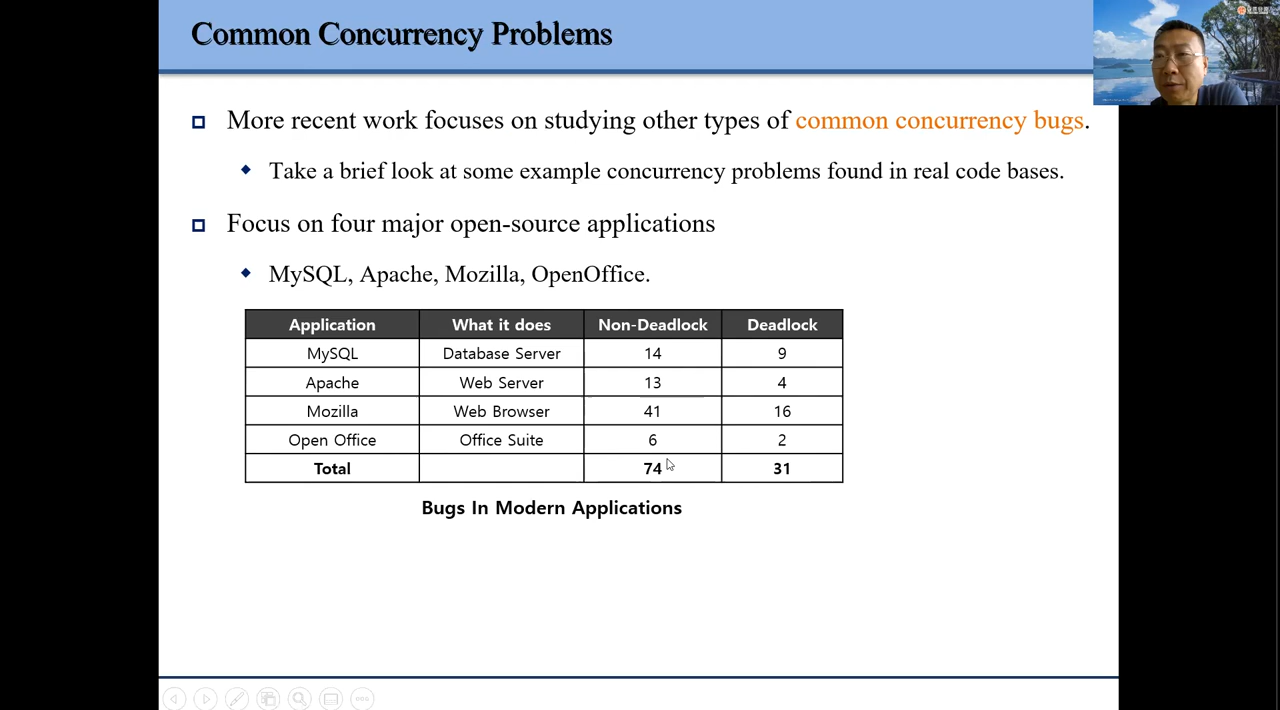 Common Concurrency Problems
More recent work focuses on studying other types of common concurrency bugs.
Take a brief look at some example concurrency problems found in real code bases.
Focus on four major open-source applications
MySQL, Apache, Mozilla, OpenOffice.
Application What it does Non-Deadlock Deadlock
MySQL Database Server 14 9
Apache Web Server 13 4
Mozilla Web Browser 41 16
Open Office Office Suite 6 2
Total 74 31
Bugs In Modern Applications